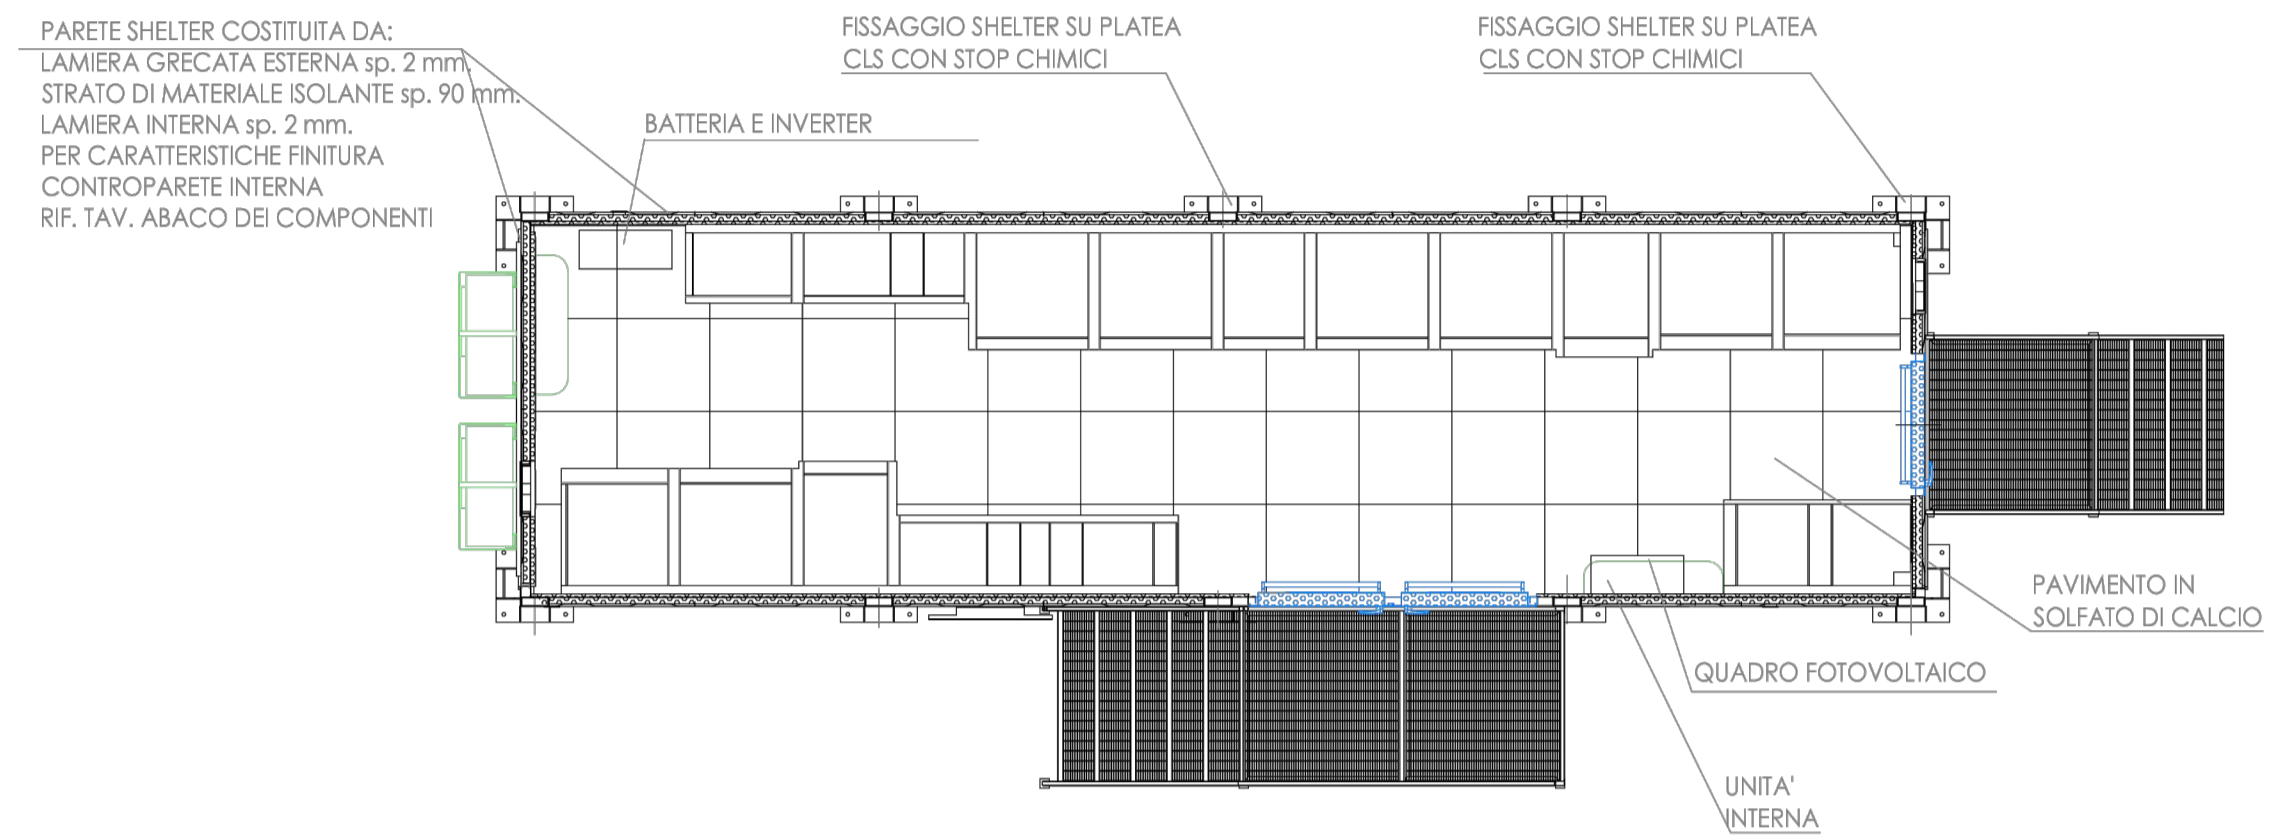 PARETE SHELTER COSTITUITA DA:
LAMIERA GRECATA ESTERNA sp. 2 mm.
STRATO DI MATERIALE ISOLANTE sp. 90 mm.
LAMIERA INTERNA sp. 2 mm.
PER CARATTERISTICHE FINITURA
CONTROPARETE INTERNA
RIF. TAV. ABACO DEI COMPONENTI
BATTERIA E INVERTER
FISSAGGIO SHELTER SU PLATEA
CLS CON STOP CHIMICI
FISSAGGIO SHELTER SU PLATEA
CLS CON STOP CHIMICI
PAVIMENTO IN
SOLFATO DI CALCIO
QUADRO FOTOVOLTAICO
UNITA'
INTERNA